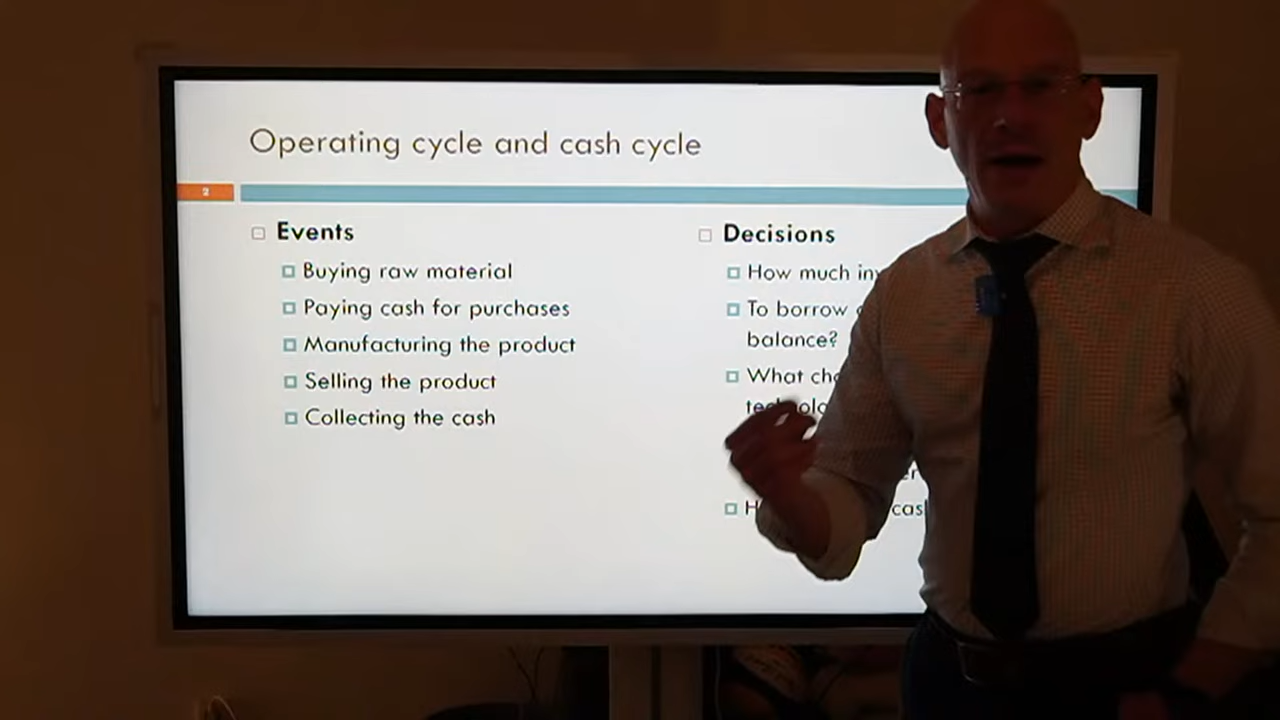 Operating cycle and cash cycle
2
Events
Buying raw material
Paying cash for purchases
Manufacturing the product
Selling the product
Collecting the cash
Decisions
How much
To borrow
balance?
What